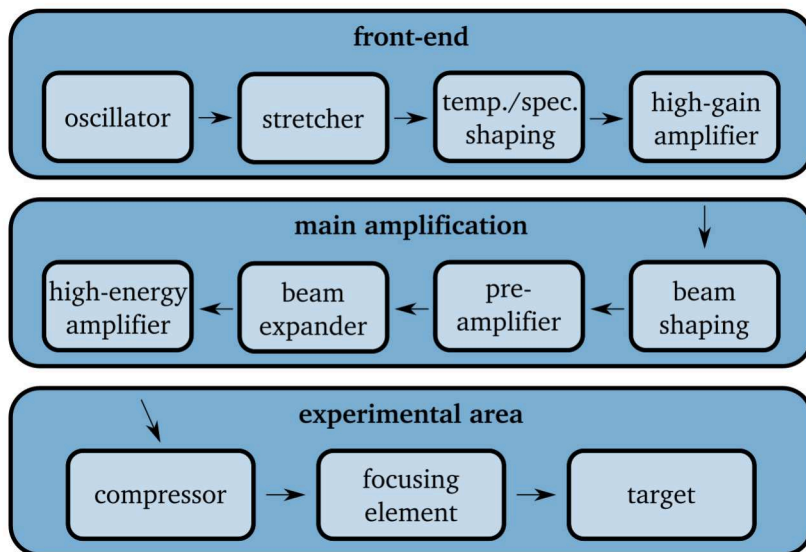 front-end
oscillator
stretcher
temp./spec.
shaping
high-gain
amplifier
main amplification
high-energy
amplifier
beam
expander
pre-
amplifier
beam
shaping
experimental area
compressor
focusing
element
target